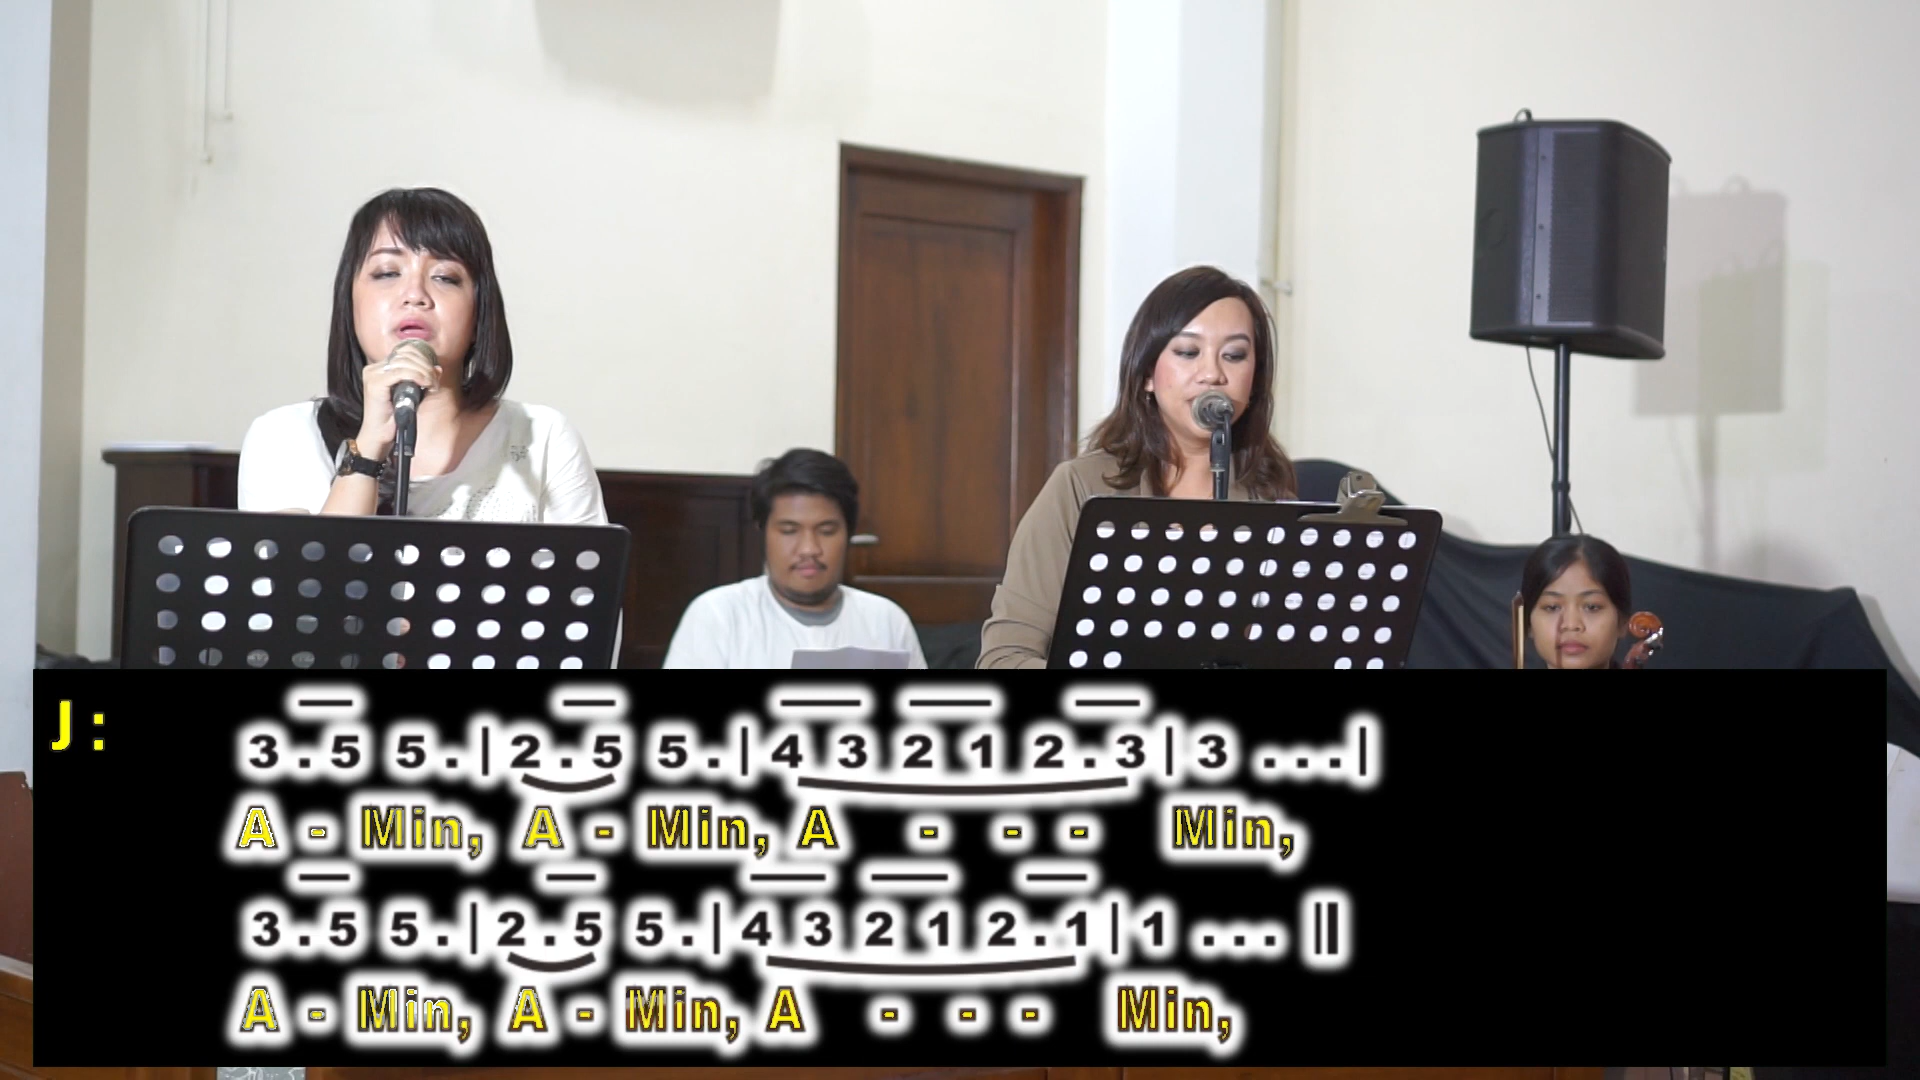 J :
3 . 5 5 . | 2 . 5 5 . | 4 3 2 1 2 . 3 | 3 . . . |
A - Min, A - Min, A - - - Min,
3 . 5 5 . | 2 . 5 5 . | 4 3 2 1 2 . 1 | 1 . . . ||
A - Min, A - Min, A - - - Min,